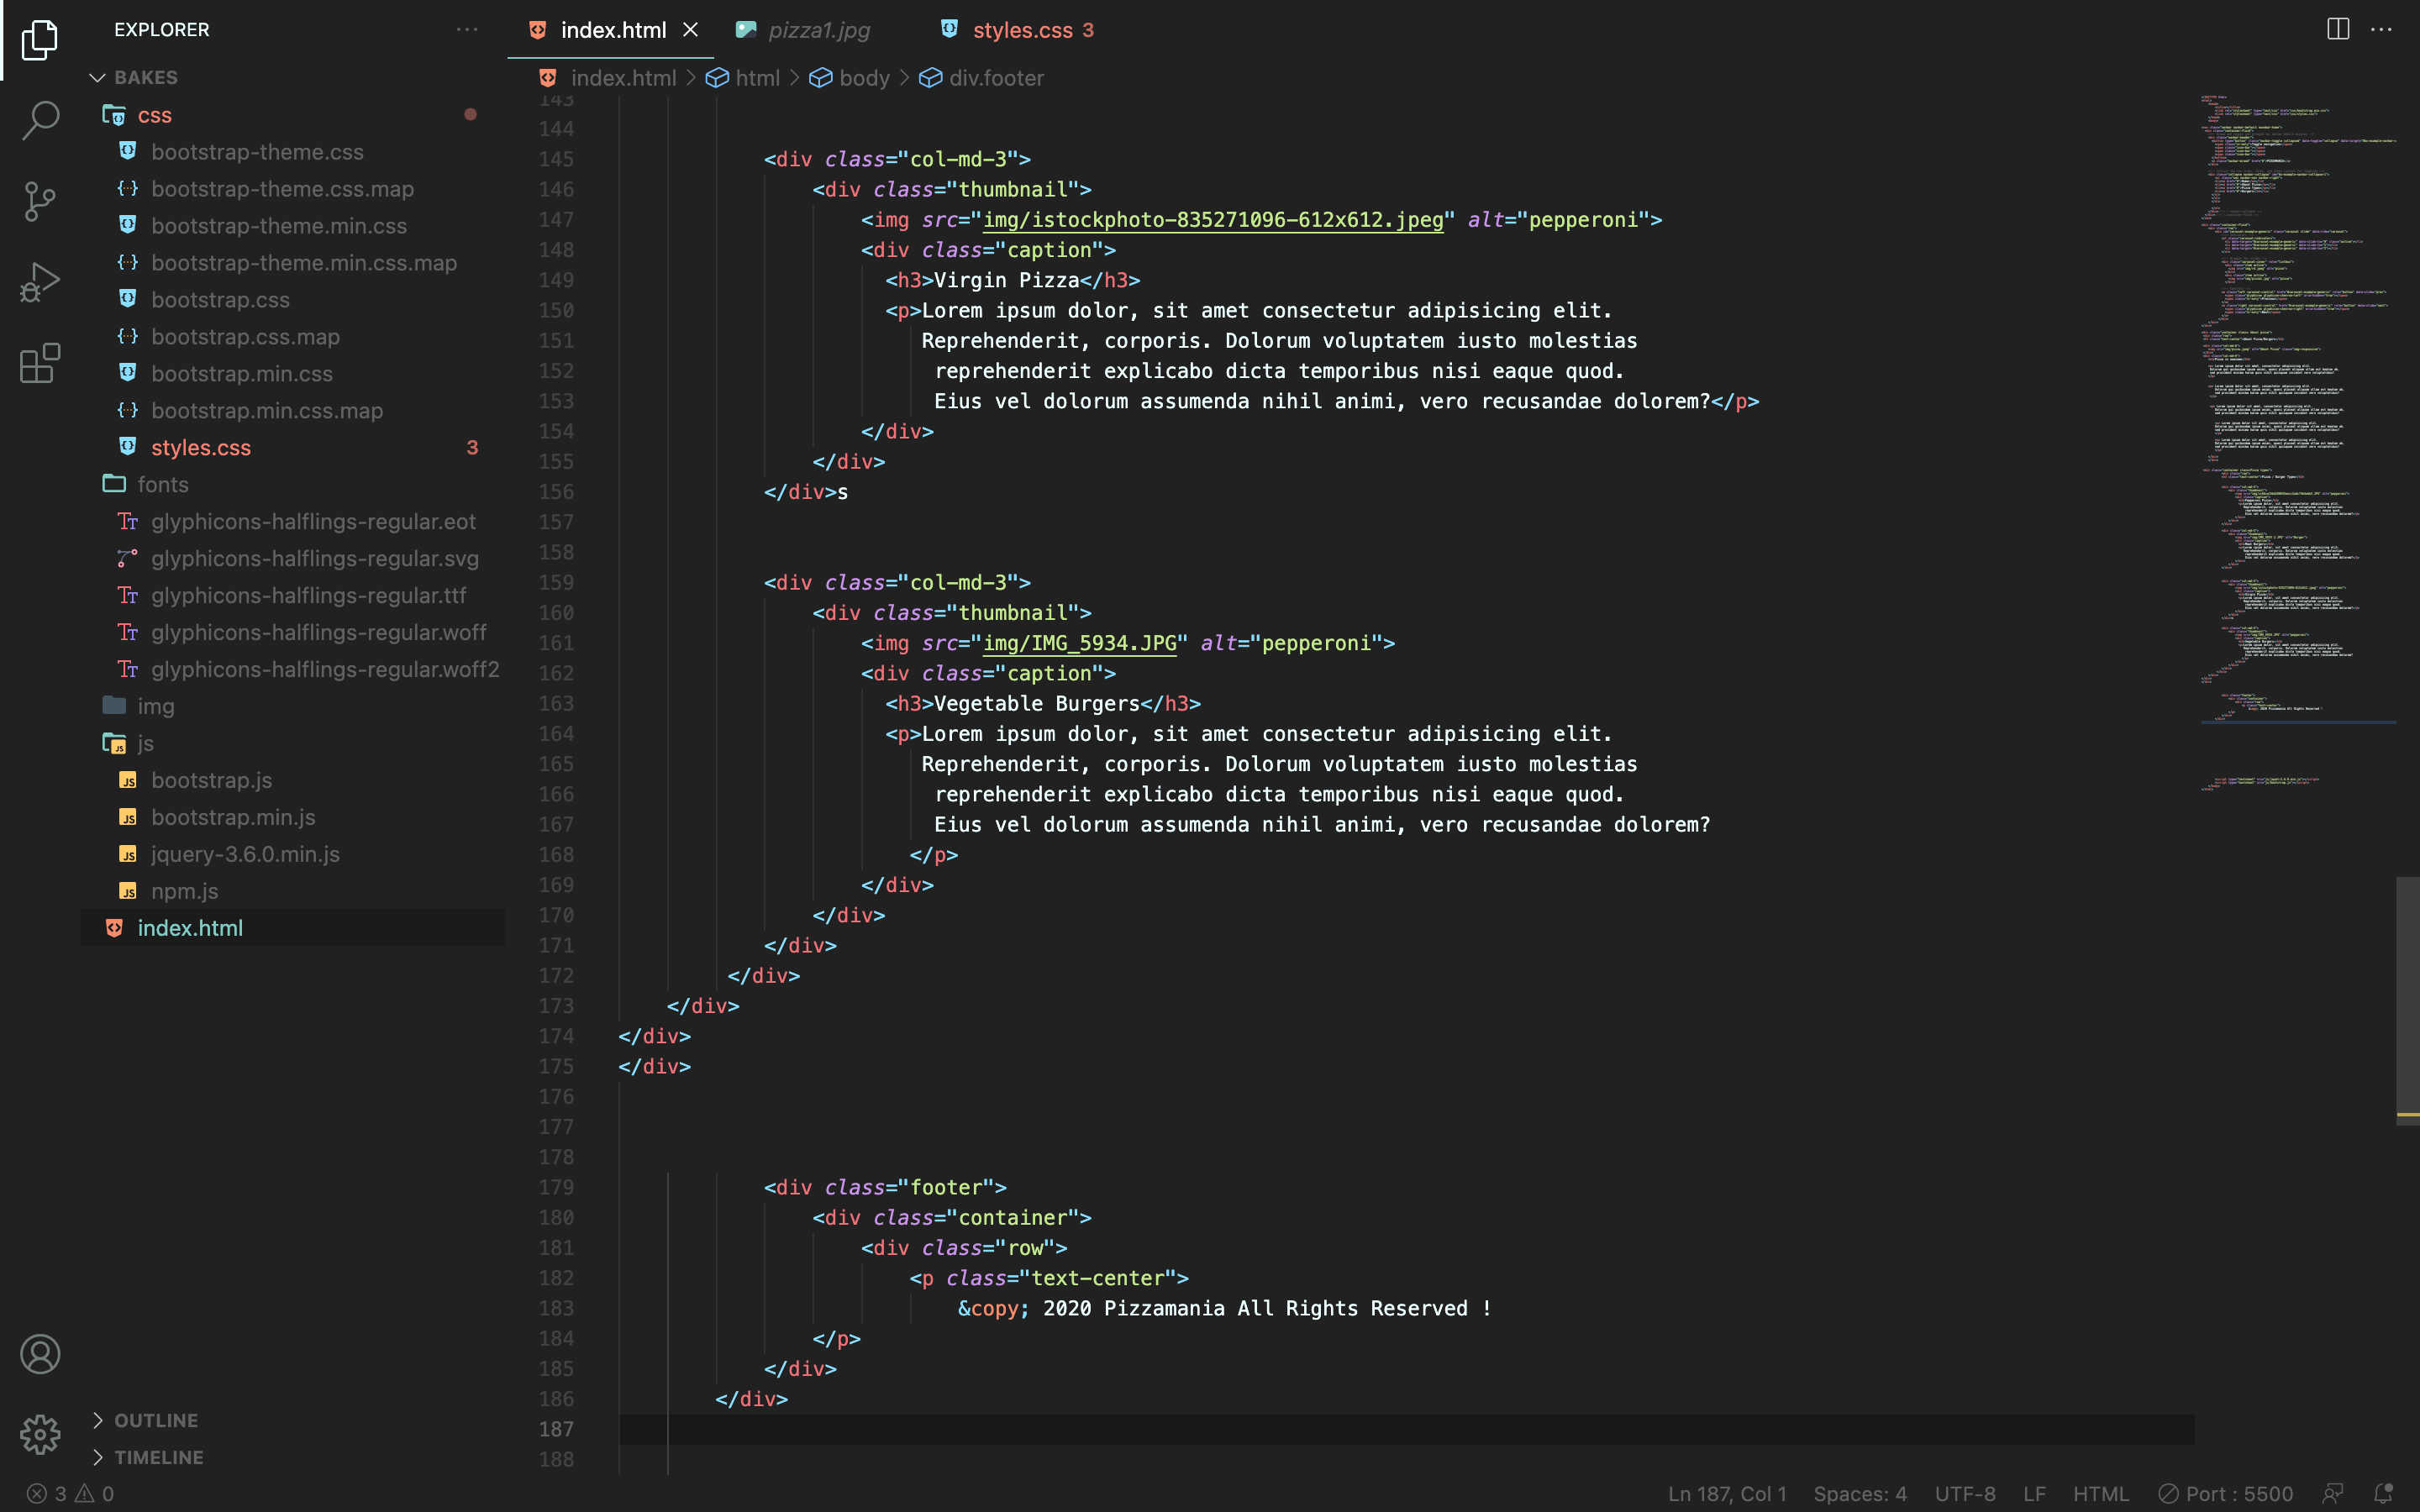 EXPLORER
BAKES
css
bootstrap-theme.css
bootstrap-theme.css.map
bootstrap-theme.min.css
bootstrap-theme.min.css.map
bootstrap.css
bootstrap.css.map
bootstrap.min.css
bootstrap.min.css.map
styles.css 3
fonts
glyphicons-halflings-regular.eot
glyphicons-halflings-regular.svg
glyphicons-halflings-regular.ttf
glyphicons-halflings-regular.woff
glyphicons-halflings-regular.woff2
img
js
bootstrap.js
bootstrap.min.js
jquery-3.6.0.min.js
npm.js
index.html
OUTLINE
TIMELINE
index.html pizza1.jpg styles.css 3
index.html > html > body > div.footer
143
144
145 <div class="col-md-3">
146 <div class="thumbnail">
147 <img src="img/istockphoto-835271096-612x612.jpeg" alt="pepperoni">
148 <div class="caption">
149 <h3>Virgin Pizza</h3>
150 <p>Lorem ipsum dolor, sit amet consectetur adipisicing elit.
151 Reprehenderit, corporis. Dolorum voluptatem iusto molestias
152 reprehenderit explicabo dicta temporibus nisi eaque quod.
153 Eius vel dolorum assumenda nihil animi, vero recusandae dolorem?</p>
154 </div>
155 </div>
156 </div>s
157
158
159 <div class="col-md-3">
160 <div class="thumbnail">
161 <img src="img/IMG_5934.JPG" alt="pepperoni">
162 <div class="caption">
163 <h3>Vegetable Burgers</h3>
164 <p>Lorem ipsum dolor, sit amet consectetur adipisicing elit.
165 Reprehenderit, corporis. Dolorum voluptatem iusto molestias
166 reprehenderit explicabo dicta temporibus nisi eaque quod.
167 Eius vel dolorum assumenda nihil animi, vero recusandae dolorem?
168 </p>
169 </div>
170 </div>
171 </div>
172 </div>
173 </div>
174 </div>
175 </div>
176
177
178
179 <div class="footer">
180 <div class="container">
181 <div class="row">
182 <p class="text-center">
183 &copy; 2020 Pizzamania All Rights Reserved !
184 </p>
185 </div>
186 </div>
187
188
3 0 Ln 187, Col 1 Spaces: 4 UTF-8 LF HTML Port : 5500